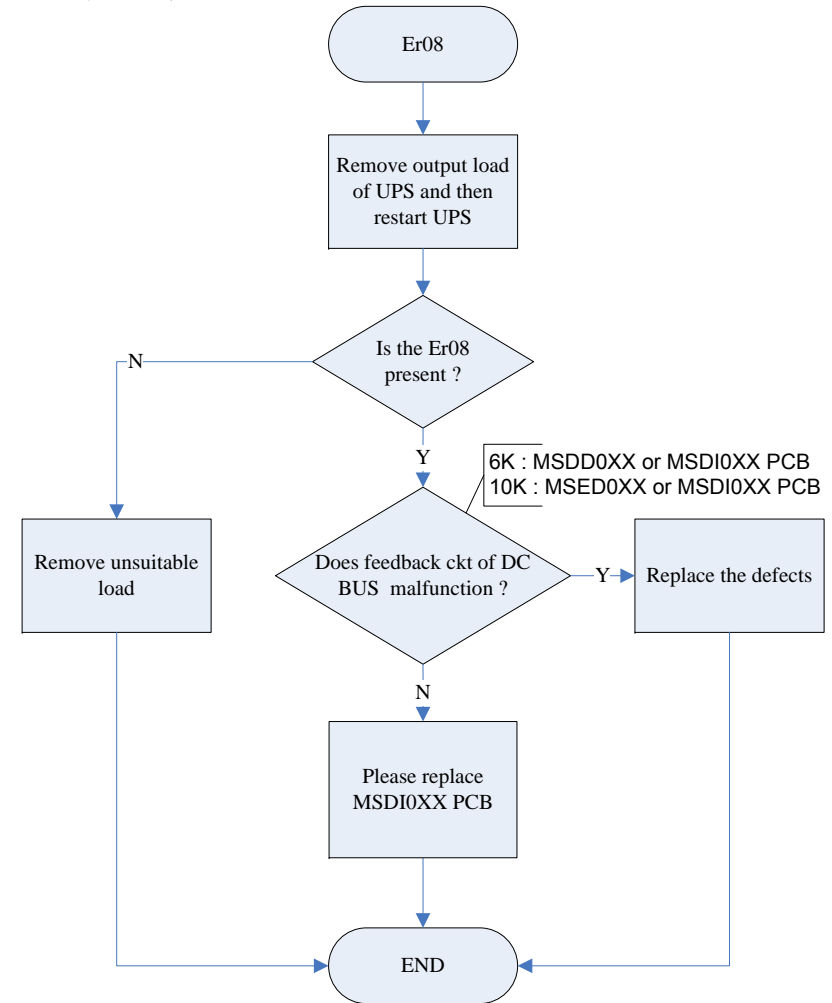 Er08
Remove output load
of UPS and then
restart UPS
Is the Er08
present ?
N
Y
6K : MSDD0XX or MSDI0XX PCB
10K : MSED0XX or MSDI0XX PCB
Remove unsuitable
load
Does feedback ckt of DC
BUS malfunction ?
Y
Replace the defects
N
Please replace
MSDI0XX PCB
END